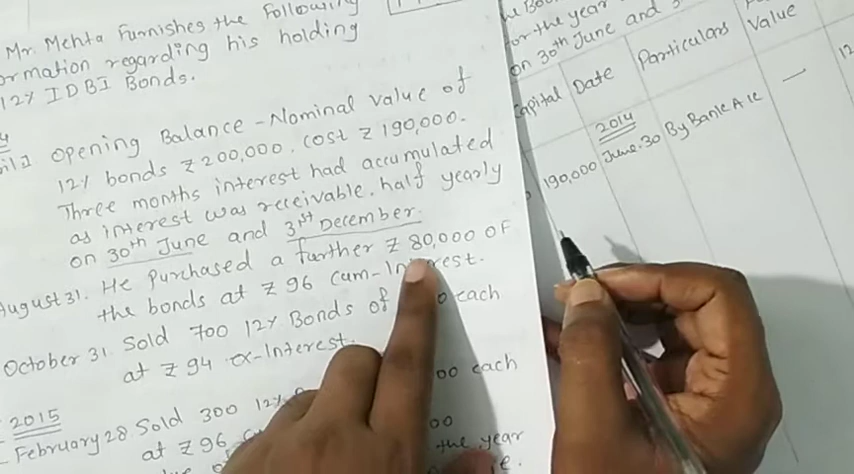 Mr. Mehta Furnishes the Following
ormation regarding his holding
12% IDBI Bonds.
Opening Balance - Nominal value of
12% bonds ₹ 200,000. cost ₹ 190,000.
Three months interest had accumulated
as interest was receivable. half yearly
on 30th June and 31st December.
August 31. He purchased a further ₹ 80,000 OF
the bonds at ₹ 96 Cum-Interest.
October 31 Sold 700 12% Bonds of each
at ₹ 94 ex-Interest.
2015
February 28 Sold 300 12%
at ₹ 96
the year
for the year
on 30th June and
Capital Date Particulars Value
2014
190,000 June.30 By Bank A/c —
12